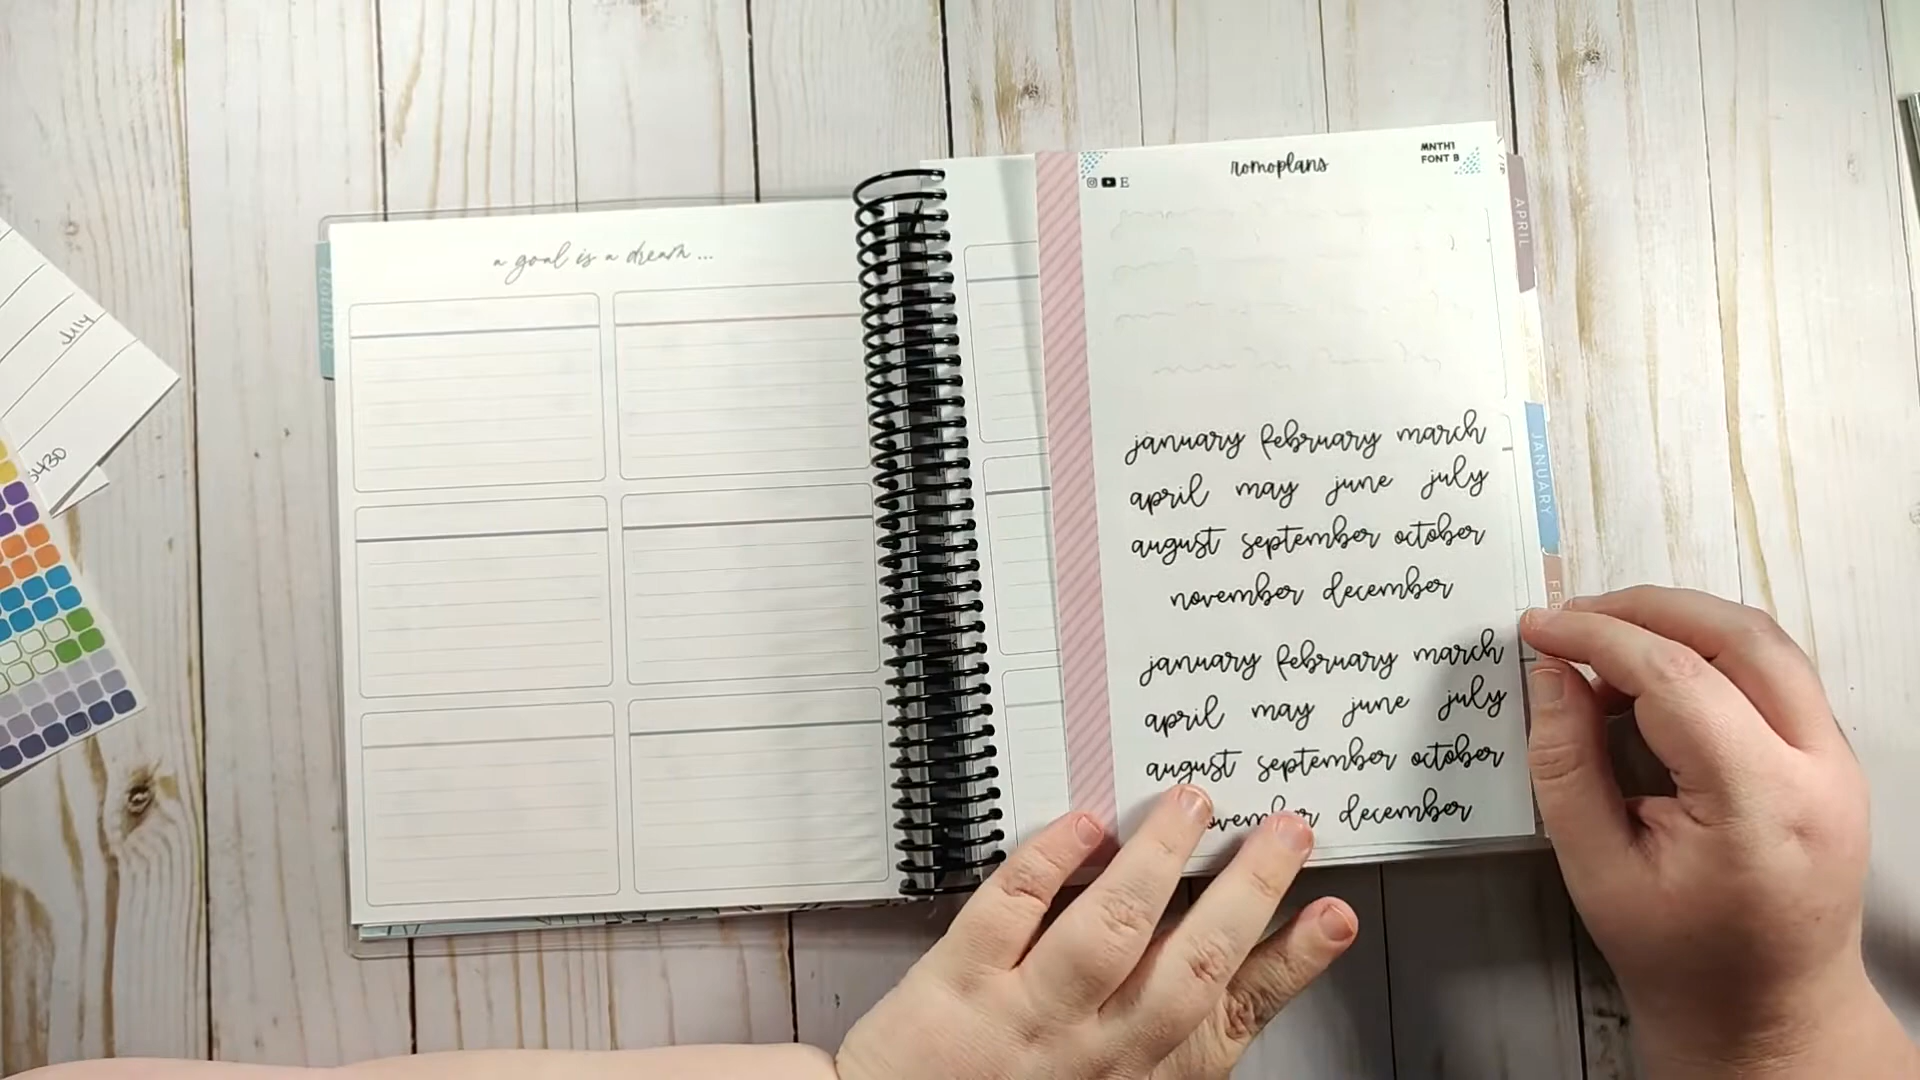 a goal is a dream ...
romoplans
MNTH1
FONT B
E
january february march
april may june july
august september october
november december
january february march
april may june july
august september october
december
2021/2022
APRIL
JANUARY
FEB
July